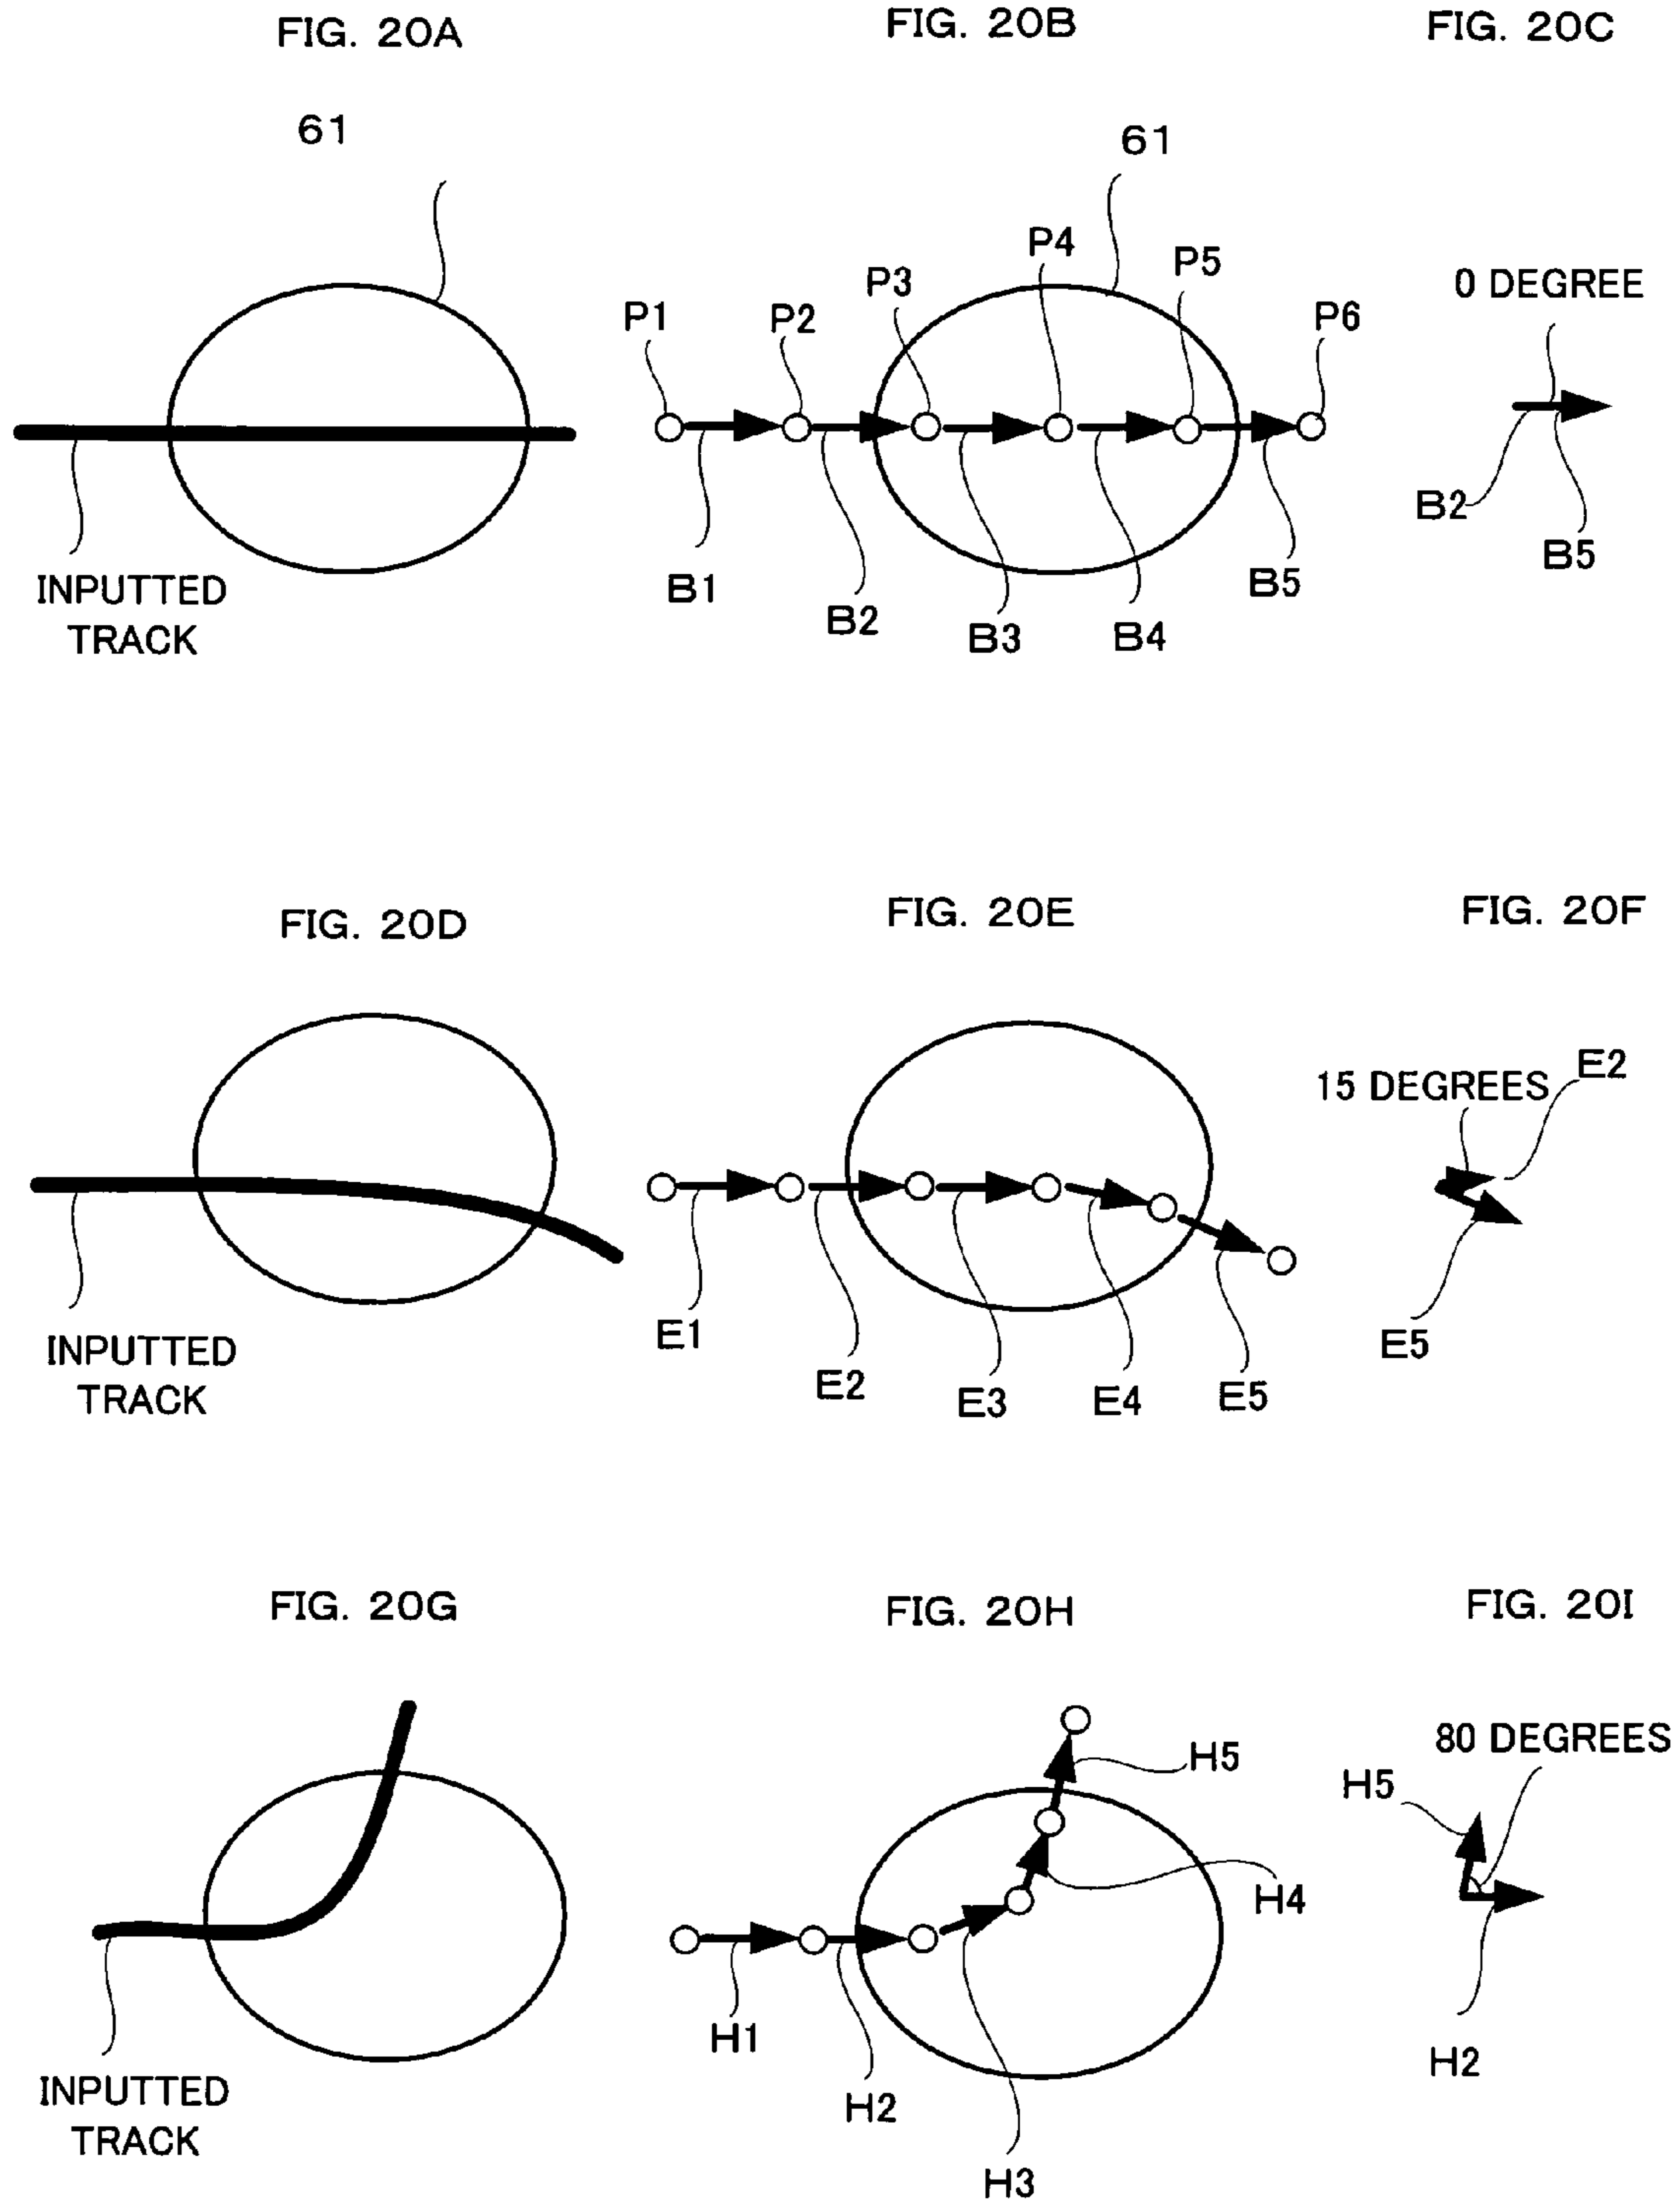 FIG. 20A
FIG. 20B
FIG. 20C
61
61
P1
P2
P3
P4
P5
P6
0 DEGREE
B1
B2
B3
B4
B5
B2
B5
INPUTTED
TRACK
FIG. 20D
FIG. 20E
FIG. 20F
15 DEGREES
E2
INPUTTED
TRACK
E1
E2
E3
E4
E5
E5
FIG. 20G
FIG. 20H
FIG. 20I
80 DEGREES
H5
H5
H4
H1
H2
H3
H2
INPUTTED
TRACK